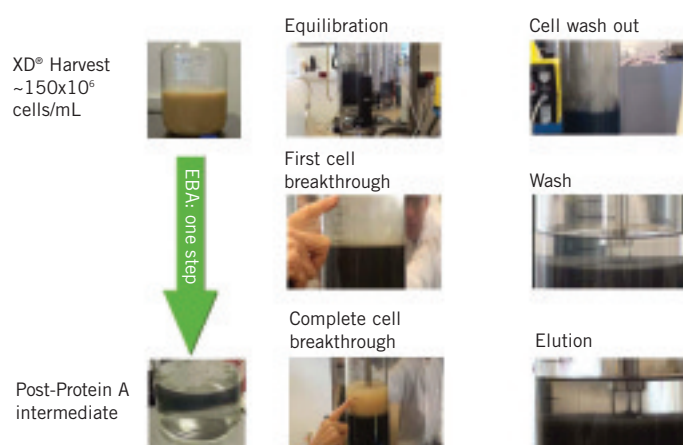 XD® Harvest
~150x10⁶
cells/mL
EBA: one step
Post-Protein A
intermediate
Equilibration
First cell
breakthrough
Complete cell
breakthrough
Cell wash out
Wash
Elution